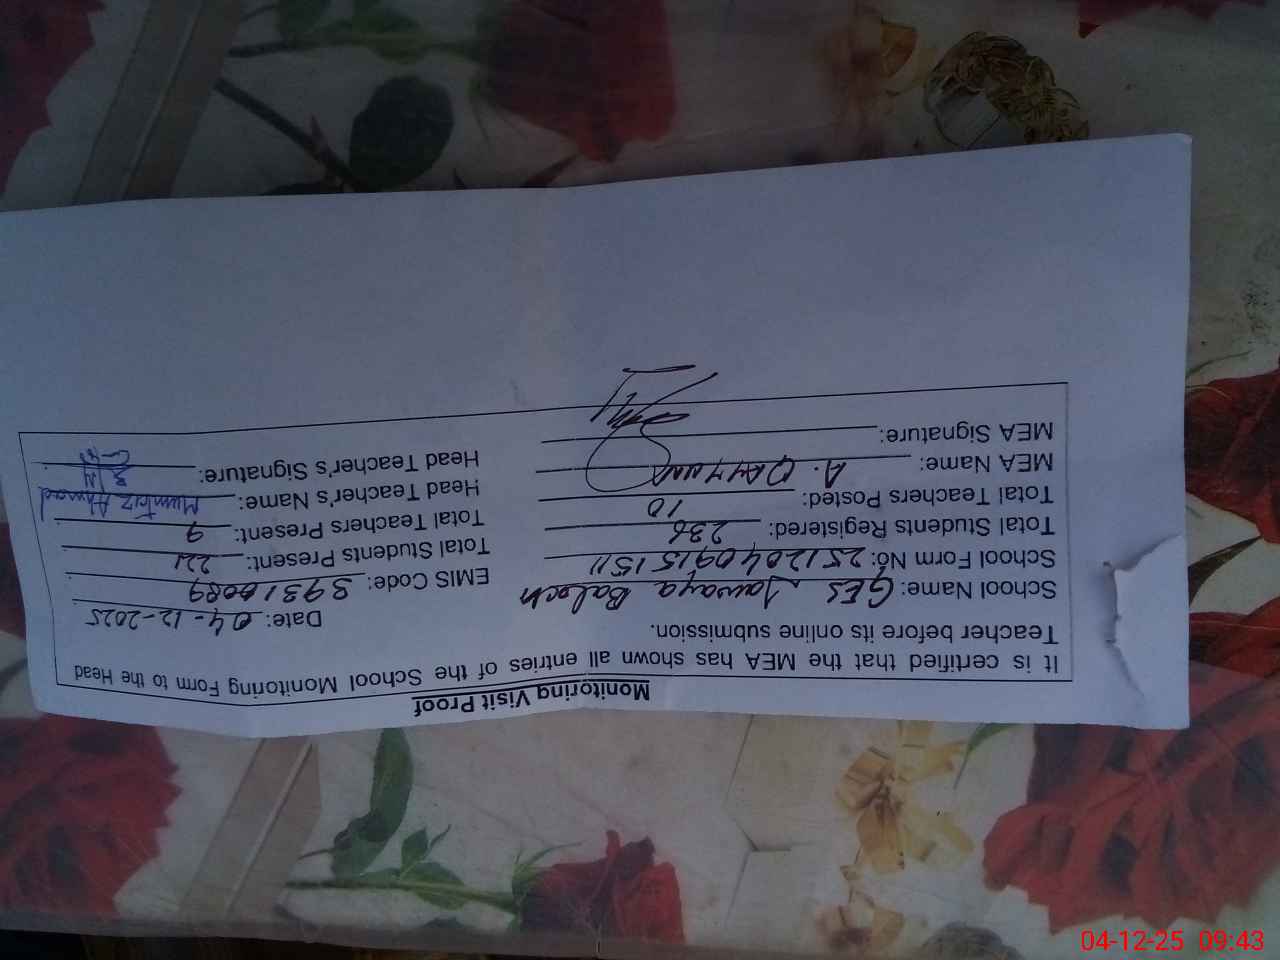 Monitoring Visit Proof
It is certified that the MEA has shown all entries of the School Monitoring Form to the Head
Teacher before its online submission.
Date: 04-12-2025
School Name: GES Jawaya Baloch EMIS Code: 39310089
School Form No: 251204091515 11 Total Students Present: 221
Total Students Registered: 236 Total Teachers Present: 9
Total Teachers Posted: 10 Head Teacher's Name: Mumtaz Ahmad
MEA Name: A. QAYYUM Head Teacher's Signature:
MEA Signature:
04-12-25 09:43